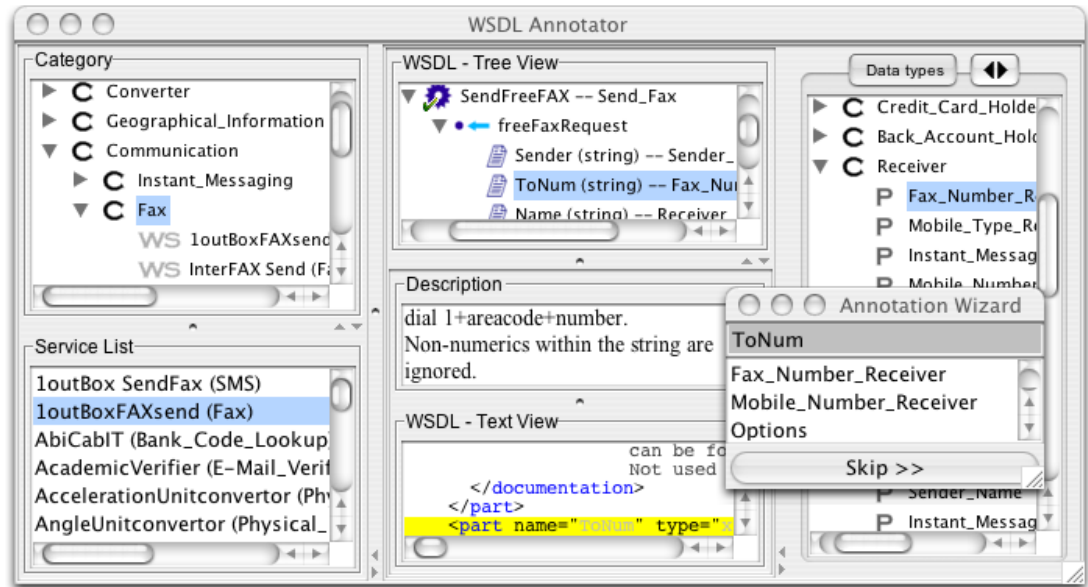 WSDL Annotator
Category
C Converter
C Geographical_Information
C Communication
C Instant_Messaging
C Fax
WS 1outBoxFAXsend
WS InterFAX Send (Fa
Service List
1outBox SendFax (SMS)
1outBoxFAXsend (Fax)
AbiCabIT (Bank_Code_Lookup)
AcademicVerifier (E-Mail_Verif
AccelerationUnitconvertor (Phy
AngleUnitconvertor (Physical_
WSDL - Tree View
SendFreeFAX -- Send_Fax
freeFaxRequest
Sender (string) -- Sender_
ToNum (string) -- Fax_Nu
Name (string) -- Receiver
Description
dial 1+areacode+number.
Non-numerics within the string are
ignored.
WSDL - Text View
can be fo
Not used
</documentation>
</part>
<part name="ToNum" type="x
Data types
C Credit_Card_Holde
C Back_Account_Hol
C Receiver
P Fax_Number_R
P Mobile_Type_R
P Instant_Messag
P Mobile_Number
Annotation Wizard
ToNum
Fax_Number_Receiver
Mobile_Number_Receiver
Options
Skip >>
Sender_Name
P Instant_Messag